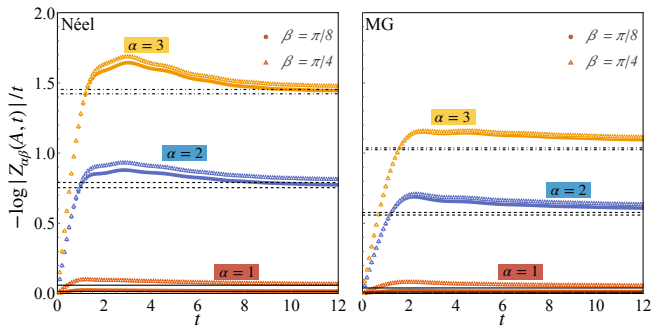 Néel
MG
α = 3
β = π/8
β = π/4
α = 2
α = 1
α = 3
β = π/8
β = π/4
α = 2
α = 1
−log|Z_{αβ}(A, t)|/t
2.0
1.5
1.0
0.5
0.0
0 2 4 6 8 10 12
t
0 2 4 6 8 10 12
t